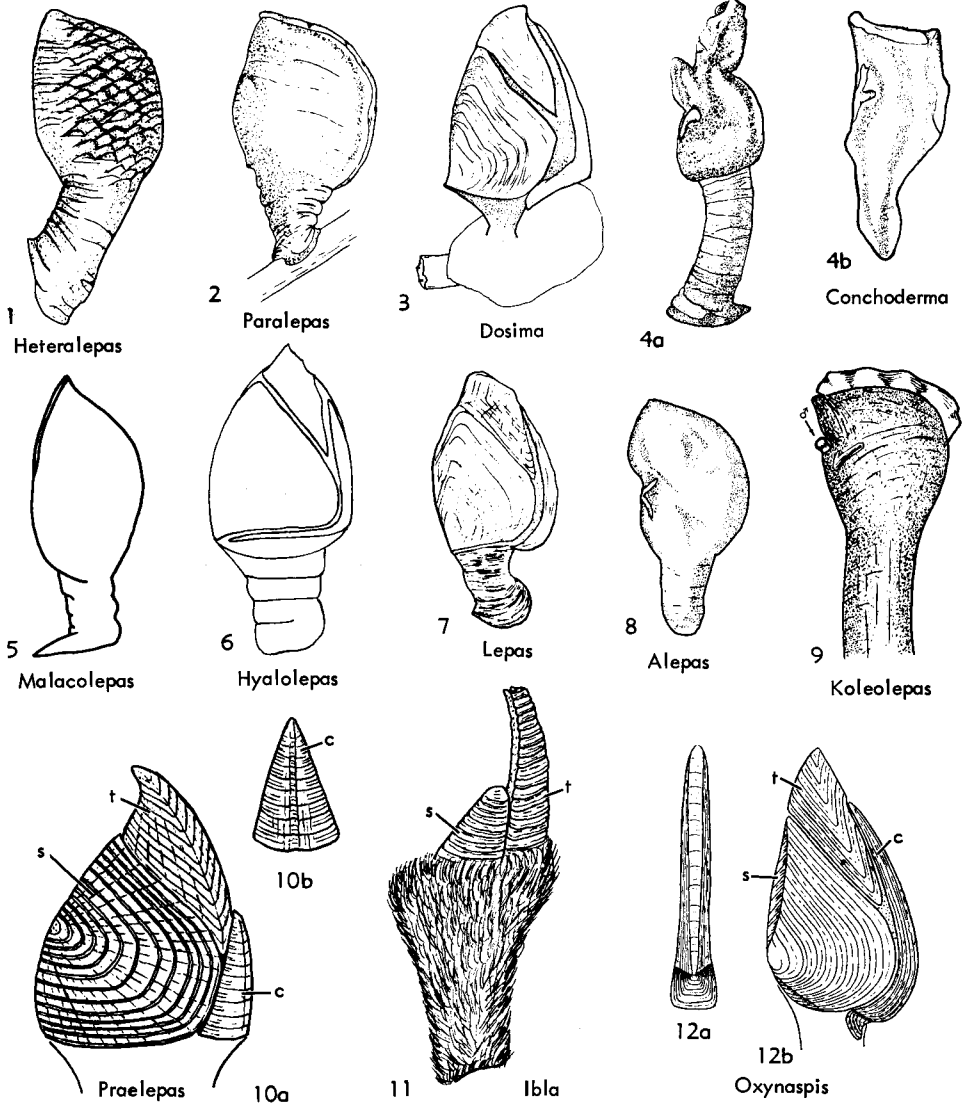 1
Heteralepas
2
Paralepas
3
Dosima
4a
4b
Conchoderma
5
Malacolepas
6
Hyalolepas
7
Lepas
8
Alepas
♂
9
Koleolepas
t
s
c
Praelepas
10a
c
10b
s
t
11
Ibla
12a
t
c
s
12b
Oxynaspis